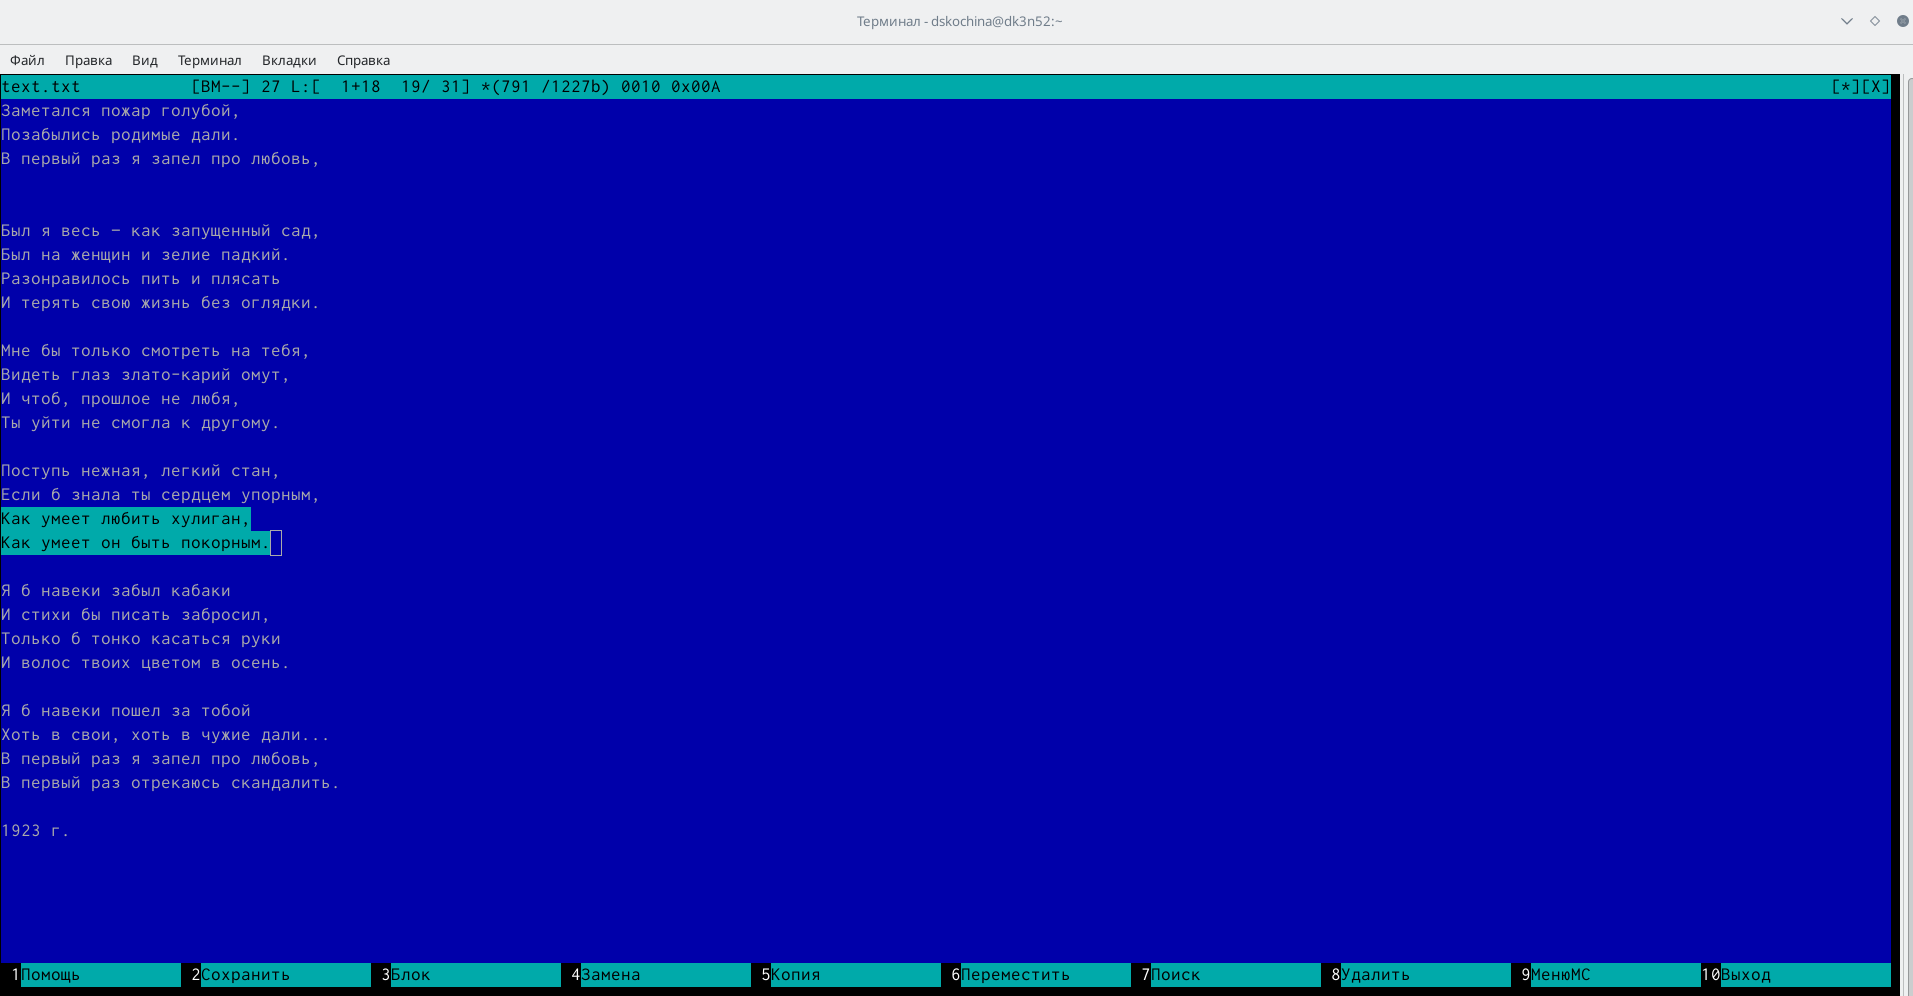 Терминал - dskochina@dk3n52:~
Файл Правка Вид Терминал Вкладки Справка
text.txt [BM--] 27 L:[ 1+18 19/ 31] *(791 /1227b) 0010 0x00A [*][X]
Заметался пожар голубой,
Позабылись родимые дали.
В первый раз я запел про любовь,
Был я весь — как запущенный сад,
Был на женщин и зелие падкий.
Разонравилось пить и плясать
И терять свою жизнь без оглядки.
Мне бы только смотреть на тебя,
Видеть глаз злато-карий омут,
И чтоб, прошлое не любя,
Ты уйти не смогла к другому.
Поступь нежная, легкий стан,
Если б знала ты сердцем упорным,
Как умеет любить хулиган,
Как умеет он быть покорным.
Я б навеки забыл кабаки
И стихи бы писать забросил,
Только б тонко касаться руки
И волос твоих цветом в осень.
Я б навеки пошел за тобой
Хоть в свои, хоть в чужие дали...
В первый раз я запел про любовь,
В первый раз отрекаюсь скандалить.
1923 г.
1Помощь 2Сохранить 3Блок 4Замена 5Копия 6Переместить 7Поиск 8Удалить 9МенюМС 10Выход